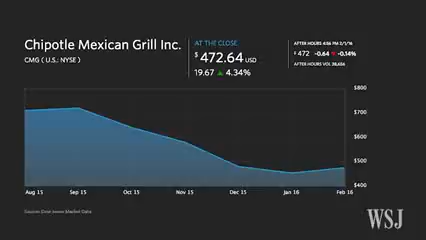 Chipotle Mexican Grill Inc.
CMG ( U.S.: NYSE )
AT THE CLOSE
$ 472.64 USD
19.67 ▲ 4.34%
AFTER HOURS 4:56 PM 2/1/16
$ 472 -0.64 ▼ -0.14%
AFTER HOURS VOL 28,656
$800
$700
$600
$500
$400
Aug 15 Sep 15 Oct 15 Nov 15 Dec 15 Jan 16 Feb 16
Source: Dow Jones Market Data
WSJ